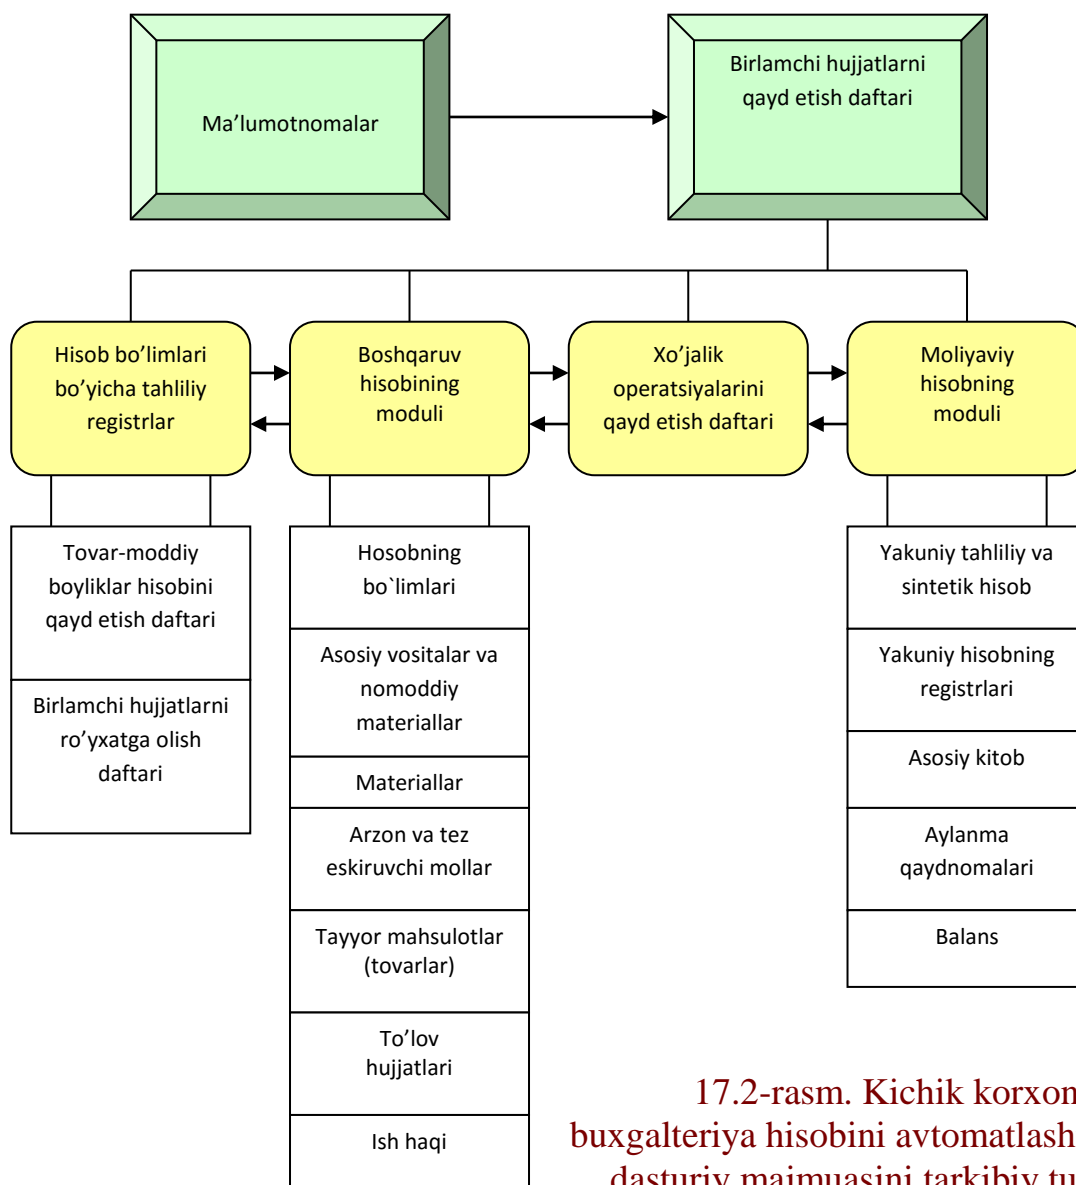 Ma’lumotnomalar
Birlamchi hujjatlarni
qayd etish daftari
Hisob bo’limlari
bo’yicha tahliliy
registrlar
Boshqaruv
hisobining
moduli
Xo’jalik
operatsiyalarini
qayd etish daftari
Moliyaviy
hisobning
moduli
Tovar-moddiy
boyliklar hisobini
qayd etish daftari
Birlamchi hujjatlarni
ro’yxatga olish
daftari
Hosobning
bo`limlari
Asosiy vositalar va
nomoddiy
materiallar
Materiallar
Arzon va tez
eskiruvchi mollar
Tayyor mahsulotlar
(tovarlar)
To’lov
hujjatlari
Ish haqi
Yakuniy tahliliy va
sintetik hisob
Yakuniy hisobning
registrlari
Asosiy kitob
Aylanma
qaydnomalari
Balans
17.2-rasm. Kichik korxon
buxgalteriya hisobini avtomatlash
dasturiy majmuasini tarkibiy tu